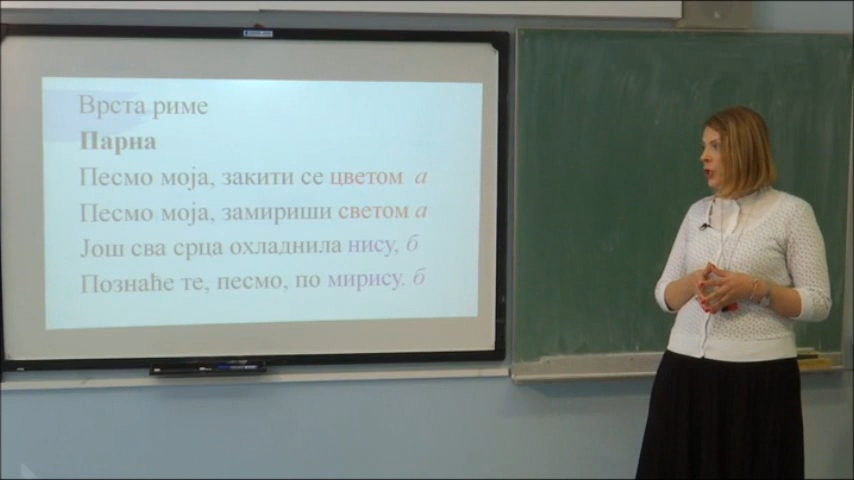 Врста риме
Парна
Песмо моја, закити се цветом а
Песмо моја, замириши светом а
Још сва срца охладнила нису, б
Познаће те, песмо, по мирису. б